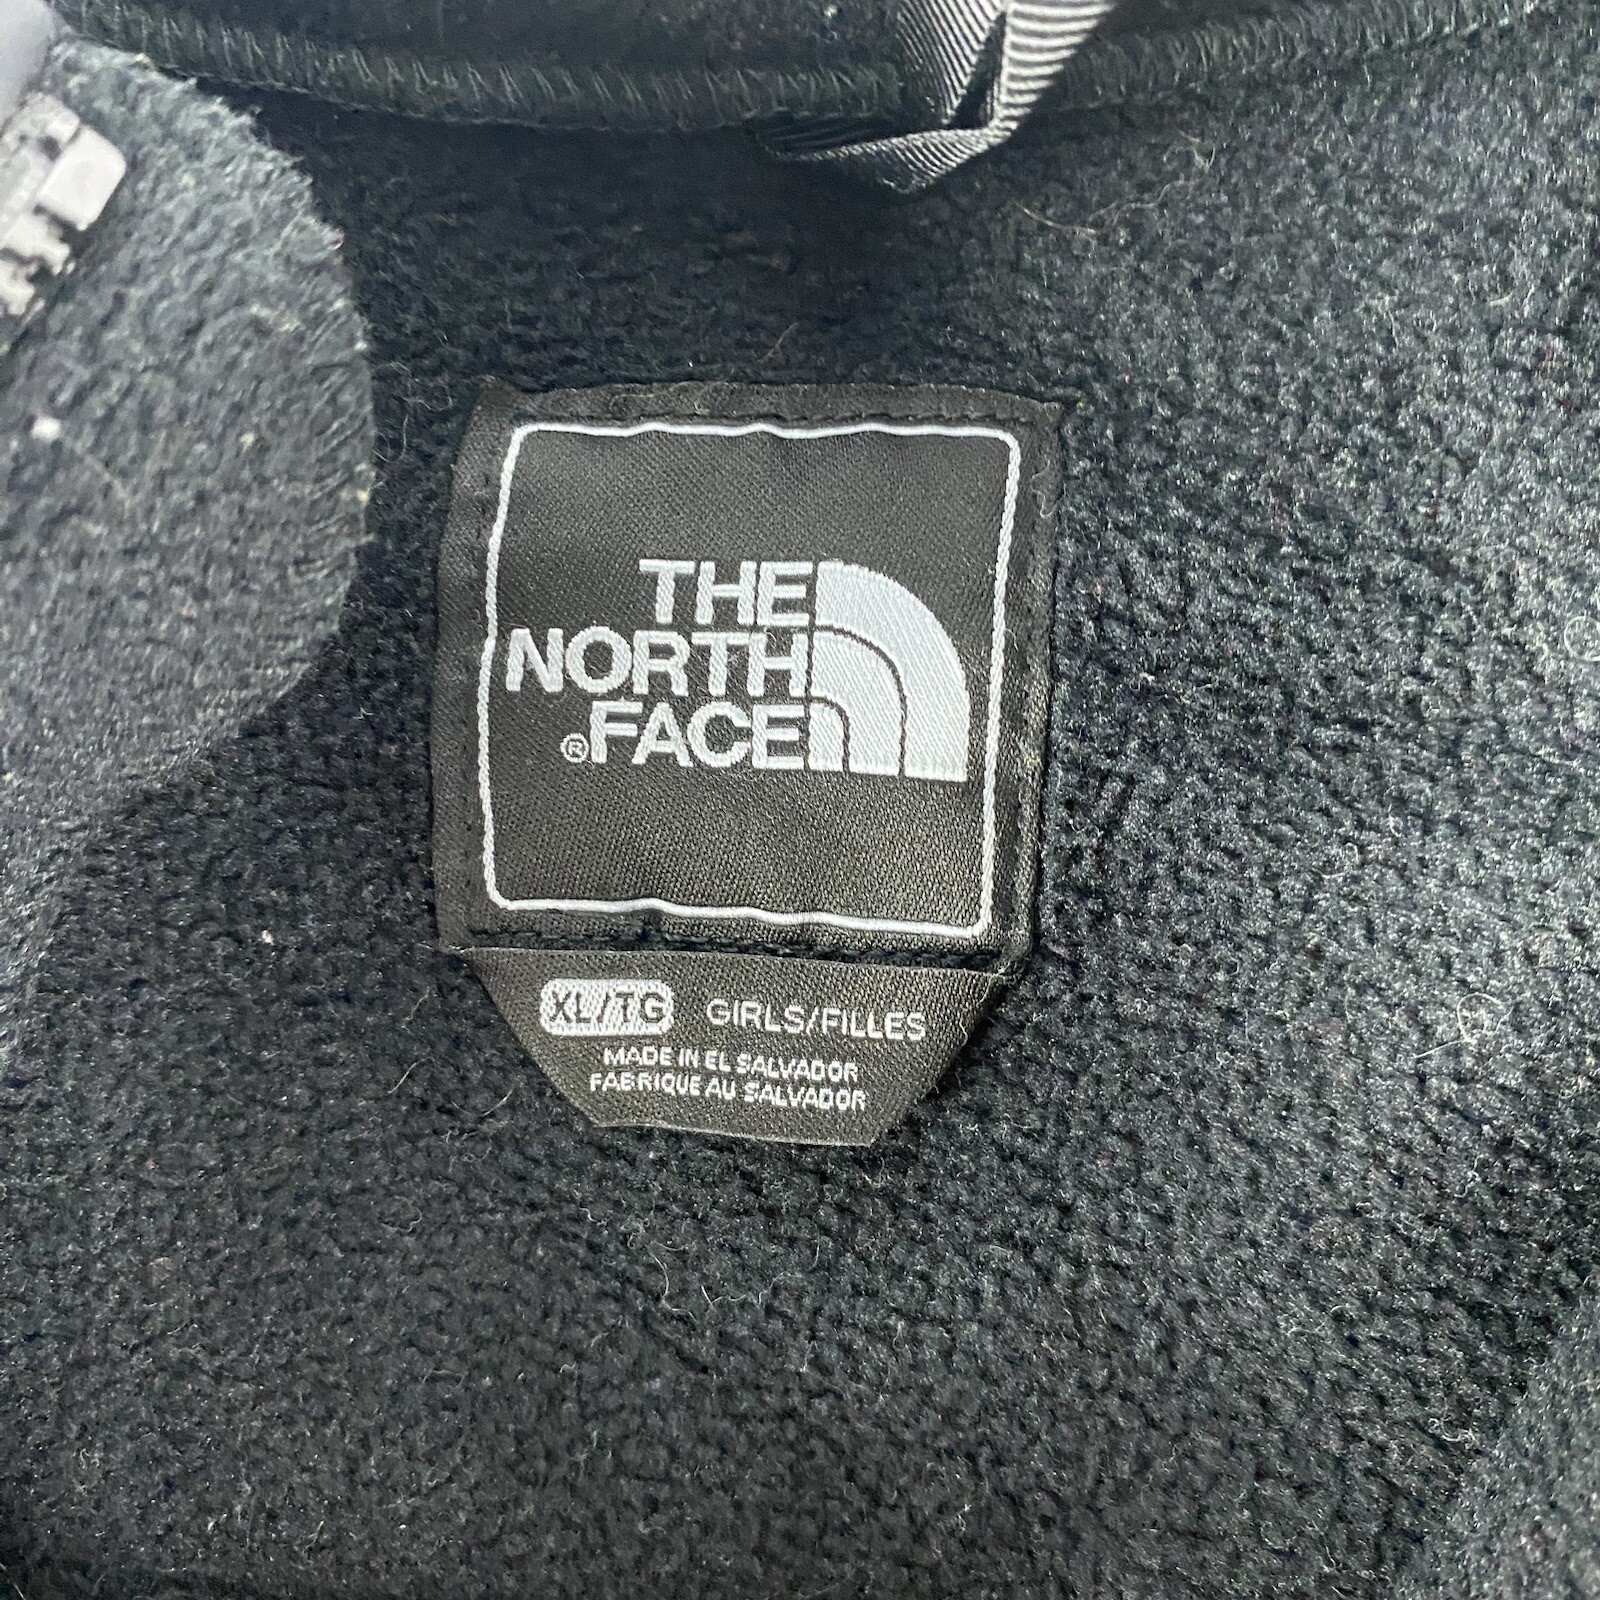 THE
NORTH
®FACE
XL/TG GIRLS/FILLES
MADE IN EL SALVADOR
FABRIQUE AU SALVADOR